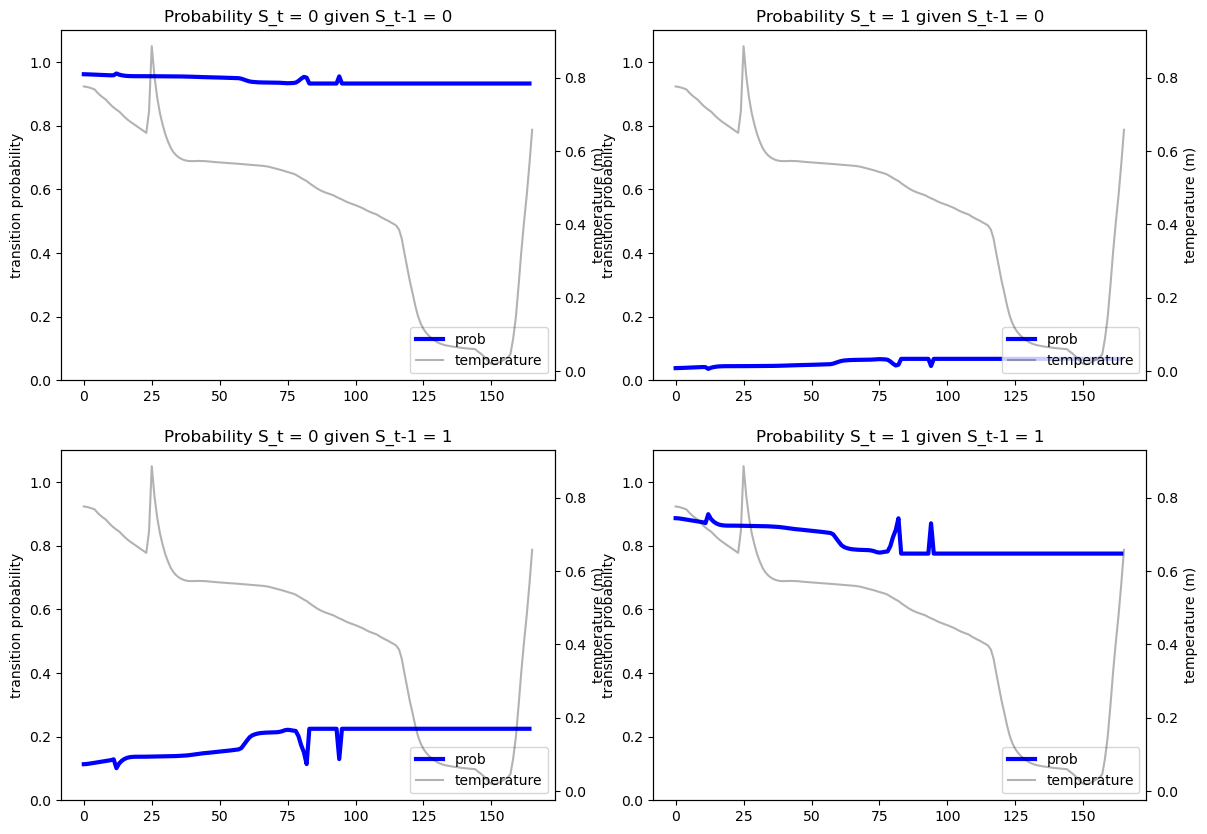 Probability S_t = 0 given S_t-1 = 0
transition probability
1.0
0.8
0.6
0.4
0.2
0.0
0 25 50 75 100 125 150
0.8
0.6
0.4
0.2
0.0
temperature (m)
prob
temperature
Probability S_t = 1 given S_t-1 = 0
transition probability
1.0
0.8
0.6
0.4
0.2
0.0
0 25 50 75 100 125 150
0.8
0.6
0.4
0.2
0.0
temperature (m)
prob
temperature
Probability S_t = 0 given S_t-1 = 1
transition probability
1.0
0.8
0.6
0.4
0.2
0.0
0 25 50 75 100 125 150
0.8
0.6
0.4
0.2
0.0
temperature (m)
prob
temperature
Probability S_t = 1 given S_t-1 = 1
transition probability
1.0
0.8
0.6
0.4
0.2
0.0
0 25 50 75 100 125 150
0.8
0.6
0.4
0.2
0.0
temperature (m)
prob
temperature